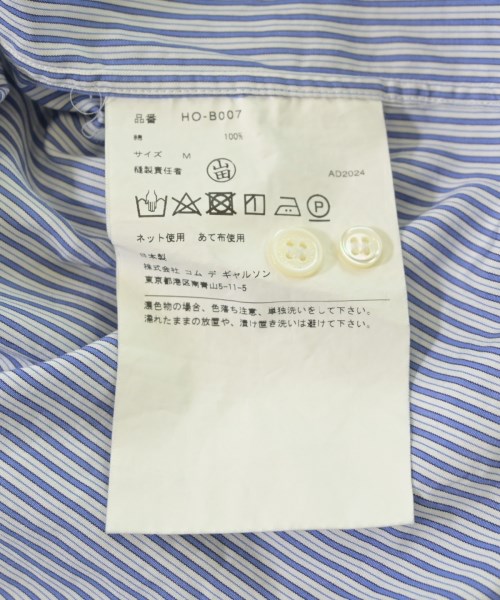 品番 HO-B007
綿 100%
サイズ M
縫製責任者 山田
AD2024
P
ネット使用 あて布使用
日本製
株式会社 コム デ ギャルソン
東京都港区南青山5-11-5
濃色物の場合、色落ち注意、単独洗いをして下さい。
濡れたままの放置や、漬け置き洗いは避けて下さい。